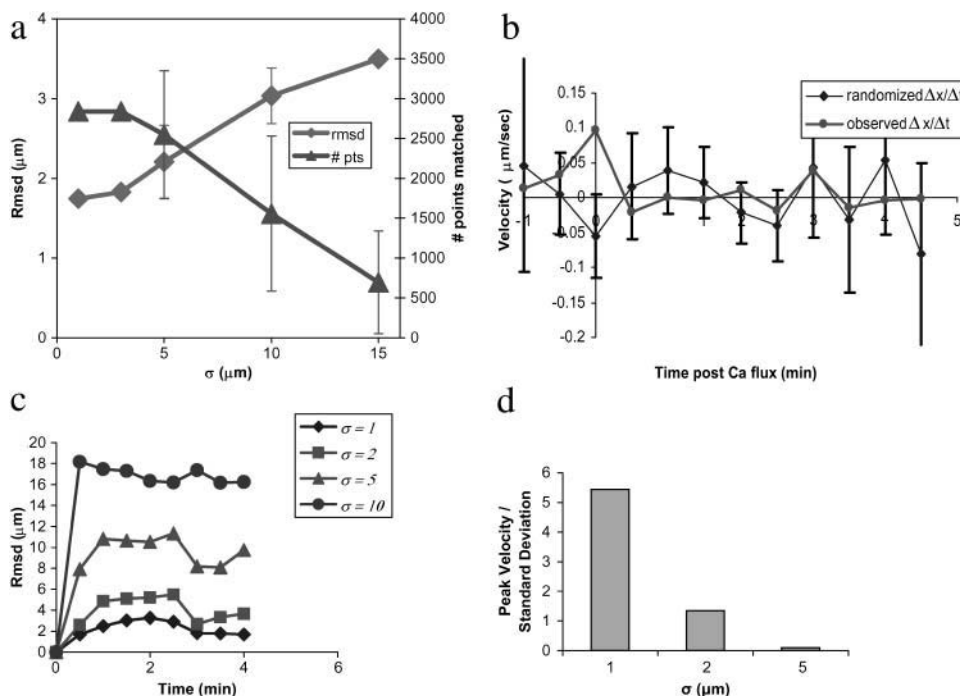 a
Rmsd (μm)
4
3
2
1
0
4000
3500
3000
2500
2000
1500
1000
500
0
# points matched
rmsd
# pts
0
5
10
15
σ (μm)
b
Velocity ( μm/sec)
0.15
0.1
0.05
0
0.05
-0.1
-0.15
-0.2
-1
0
1
2
3
4
5
randomized Δx/Δt
observed Δx/Δt
Time post Ca flux (min)
c
Rmsd (μm)
20
18
16
14
12
10
8
6
4
2
0
0
2
4
6
Time (min)
σ = 1
σ = 2
σ = 5
σ = 10
d
Peak Velocity /
Standard Deviation
6
5
4
3
2
1
0
1
2
5
σ (μm)